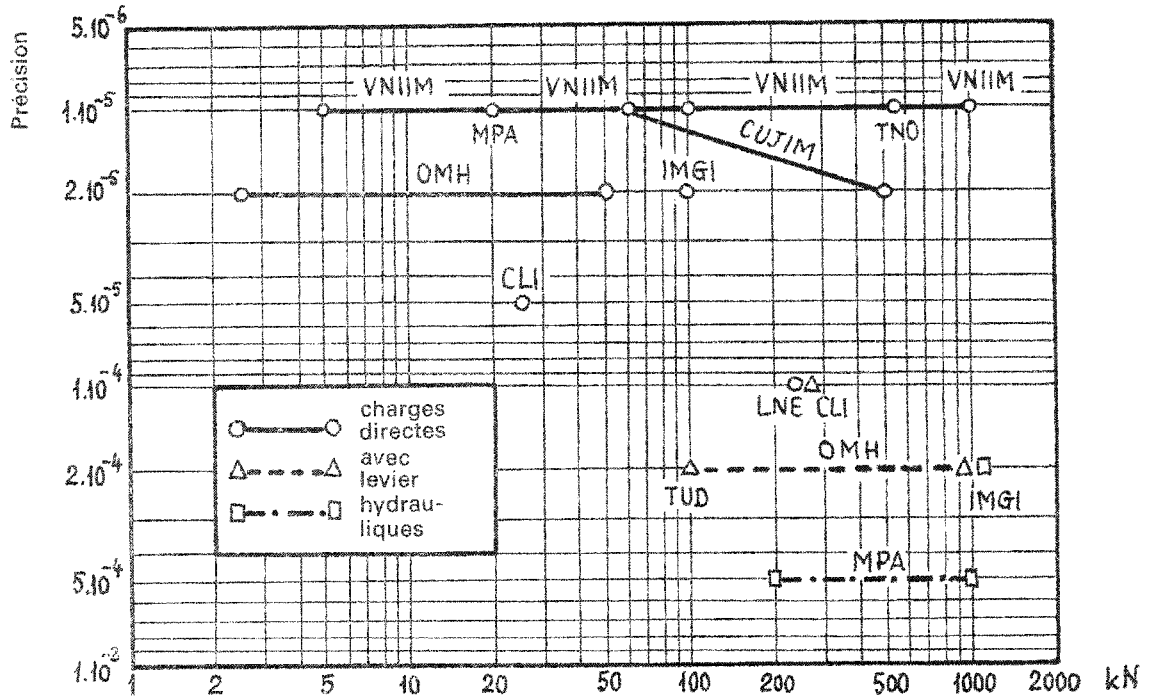 Précision
5.10⁻⁶
VNIIM VNIIM VNIIM VNIIM
1.10⁻⁵
MPA CUJIM TNO
OMH IMGI
2.10⁻⁵
CLI
5.10⁻⁵
1.10⁻⁴
LNE CLI
charges
directes
avec
levier
hydrau-
liques
OMH
2.10⁻⁴
TUD IMGI
MPA
5.10⁻⁴
1.10⁻³
1 2 5 10 20 50 100 200 500 1000 2000 kN